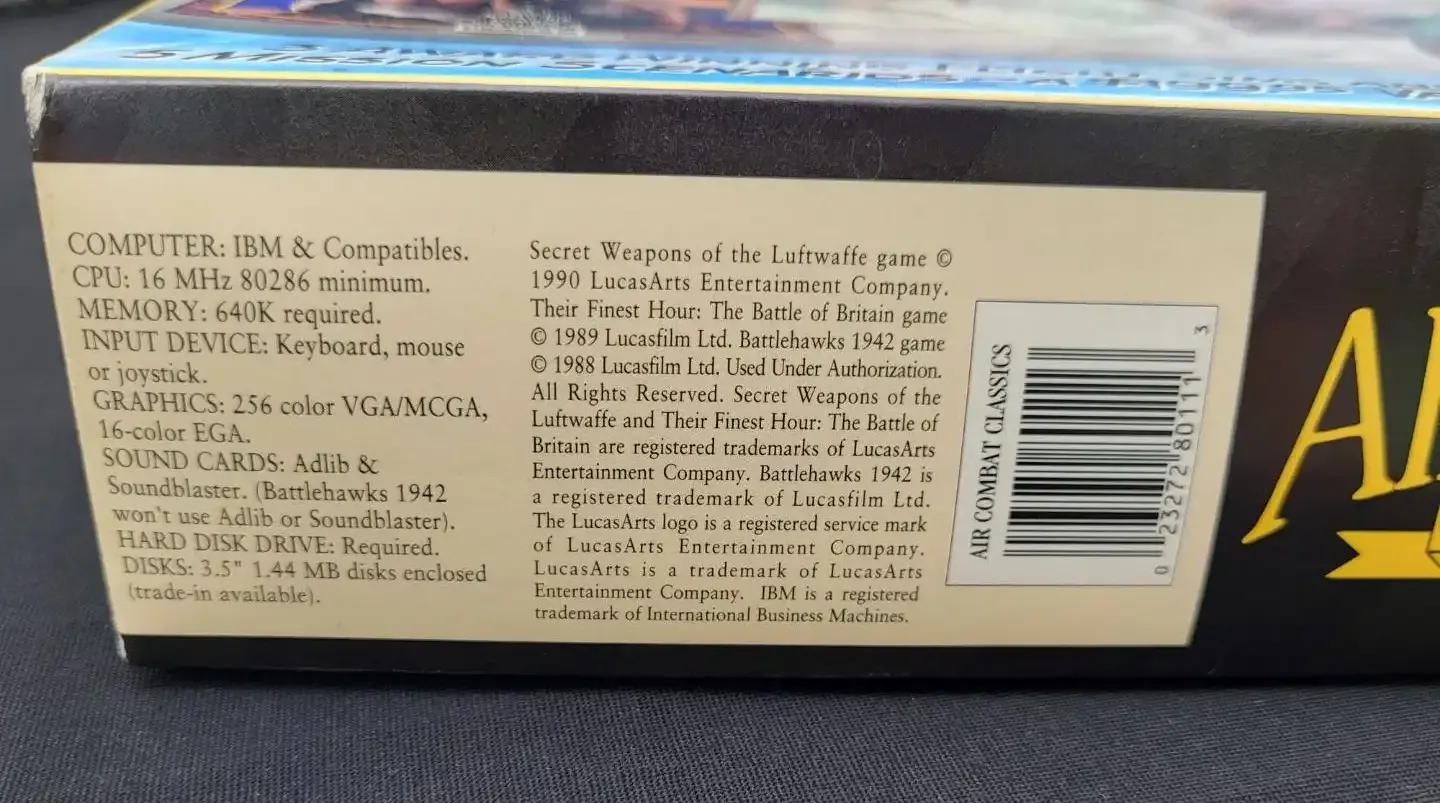 5 MISSION SCENARIOS
COMPUTER: IBM & Compatibles.
CPU: 16 MHz 80286 minimum.
MEMORY: 640K required.
INPUT DEVICE: Keyboard, mouse
or joystick.
GRAPHICS: 256 color VGA/MCGA,
16-color EGA.
SOUND CARDS: Adlib &
Soundblaster. (Battlehawks 1942
won't use Adlib or Soundblaster).
HARD DISK DRIVE: Required.
DISKS: 3.5" 1.44 MB disks enclosed
(trade-in available).
Secret Weapons of the Luftwaffe game ©
1990 LucasArts Entertainment Company.
Their Finest Hour: The Battle of Britain game
© 1989 Lucasfilm Ltd. Battlehawks 1942 game
© 1988 Lucasfilm Ltd. Used Under Authorization.
All Rights Reserved. Secret Weapons of the
Luftwaffe and Their Finest Hour: The Battle of
Britain are registered trademarks of LucasArts
Entertainment Company. Battlehawks 1942 is
a registered trademark of Lucasfilm Ltd.
The LucasArts logo is a registered service mark
of LucasArts Entertainment Company.
LucasArts is a trademark of LucasArts
Entertainment Company. IBM is a registered
trademark of International Business Machines.
AIR COMBAT CLASSICS
0 23272 80111 3